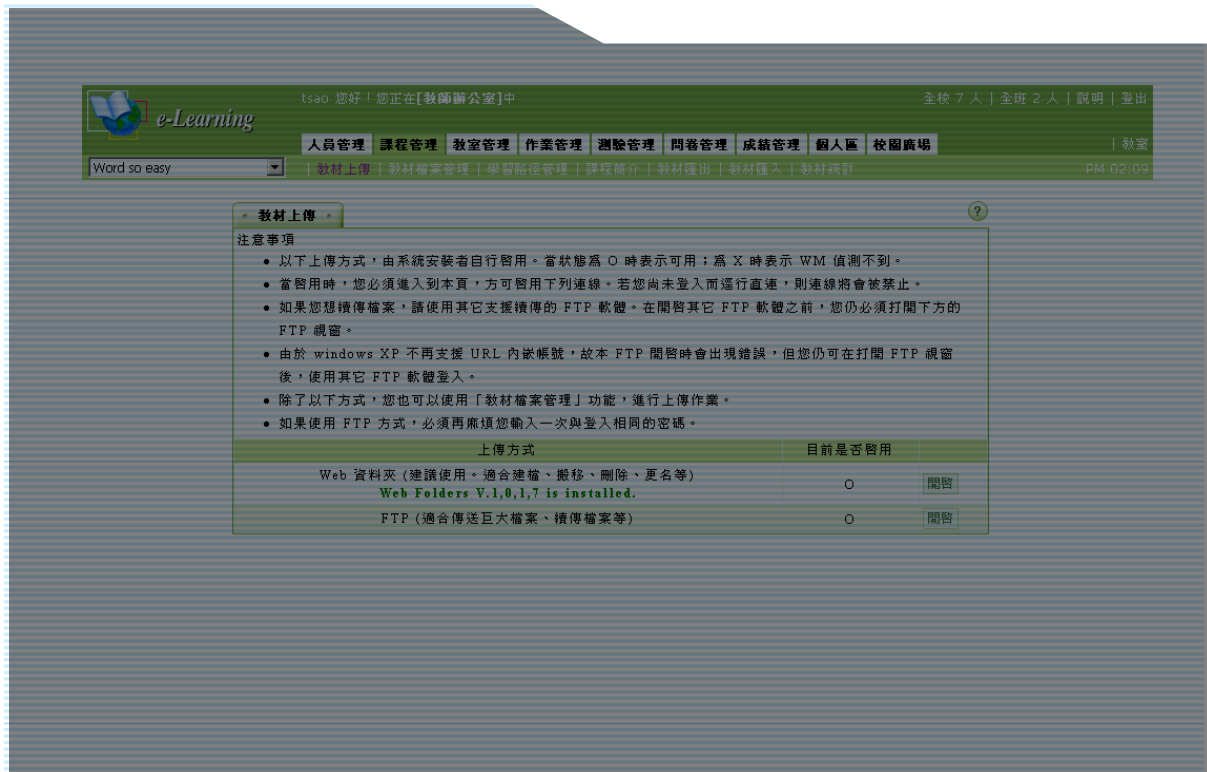 tsao 您好！您正在[教師辦公室]中
全校 7 人 | 全班 2 人 | 說明 | 登出
e-Learning
人員管理 課程管理 教室管理 作業管理 測驗管理 問卷管理 成績管理 個人區 校園廣場
| 教室
Word so easy
| 教材上傳 | 教材檔案管理 | 學習路徑管理 | 課程簡介 | 教材匯出 | 教材匯入 | 教材統計
PM 02:09
教材上傳
?
注意事項
● 以下上傳方式，由系統安裝者自行啓用。當狀態爲 O 時表示可用；爲 X 時表示 WM 偵測不到。
● 當啓用時，您必須進入到本頁，方可啓用下列連線。若您尚未登入而逕行直連，則連線將會被禁止。
● 如果您想續傳檔案，請使用其它支援續傳的 FTP 軟體。在開啓其它 FTP 軟體之前，您仍必須打開下方的
FTP 視窗。
● 由於 windows XP 不再支援 URL 內嵌帳號，故本 FTP 開啓時會出現錯誤，但您仍可在打開 FTP 視窗
後，使用其它 FTP 軟體登入。
● 除了以下方式，您也可以使用「教材檔案管理」功能，進行上傳作業。
● 如果使用 FTP 方式，必須再麻煩您輸入一次與登入相同的密碼。
上傳方式 目前是否啓用
Web 資料夾 (建議使用。適合建檔、搬移、刪除、更名等)
Web Folders V.1,0,1,7 is installed.
O 開啓
FTP (適合傳送巨大檔案、續傳檔案等) O 開啓